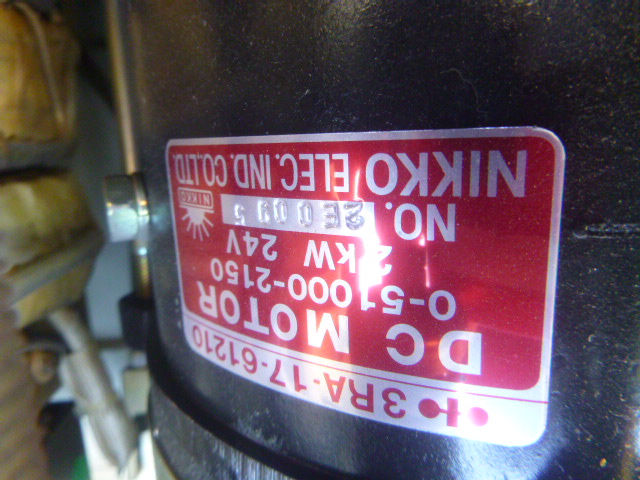 3RA-17-61210
DC MOTOR
0-51000-2150
2 kW 24V
NO. 2E 0 0 5
NIKKO
NIKKO ELEC. IND. CO.,LTD.